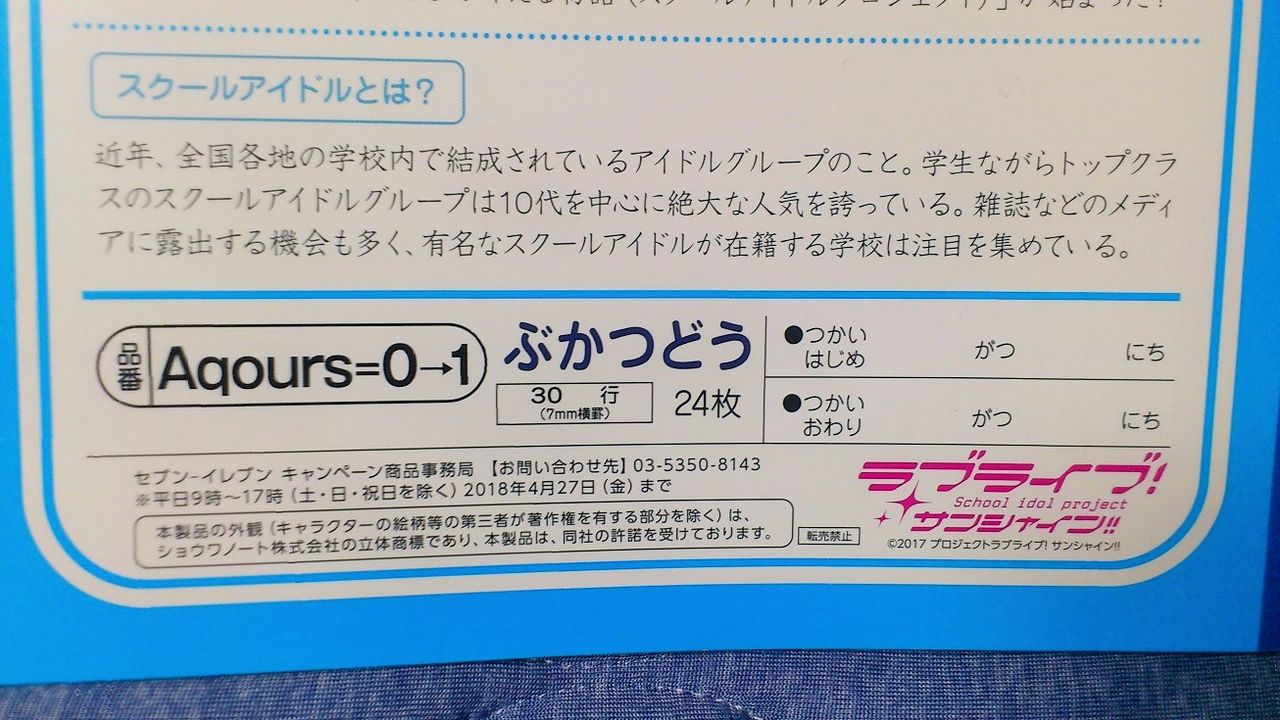 スクールアイドルとは？
近年、全国各地の学校内で結成されているアイドルグループのこと。学生ながらトップクラ
スのスクールアイドルグループは10代を中心に絶大な人気を誇っている。雑誌などのメディ
アに露出する機会も多く、有名なスクールアイドルが在籍する学校は注目を集めている。
品番 Aqours=0→1
ぶかつどう
30 行
(7mm横罫)
24枚
●つかい
はじめ がつ にち
●つかい
おわり がつ にち
セブン-イレブン キャンペーン商品事務局 【お問い合わせ先】03-5350-8143
※平日9時～17時（土・日・祝日を除く）2018年4月27日（金）まで
本製品の外観（キャラクターの絵柄等の第三者が著作権を有する部分を除く）は、
ショウワノート株式会社の立体商標であり、本製品は、同社の許諾を受けております。
転売禁止
ラブライブ！
School idol project
サンシャイン!!
©2017 プロジェクトラブライブ！サンシャイン!!